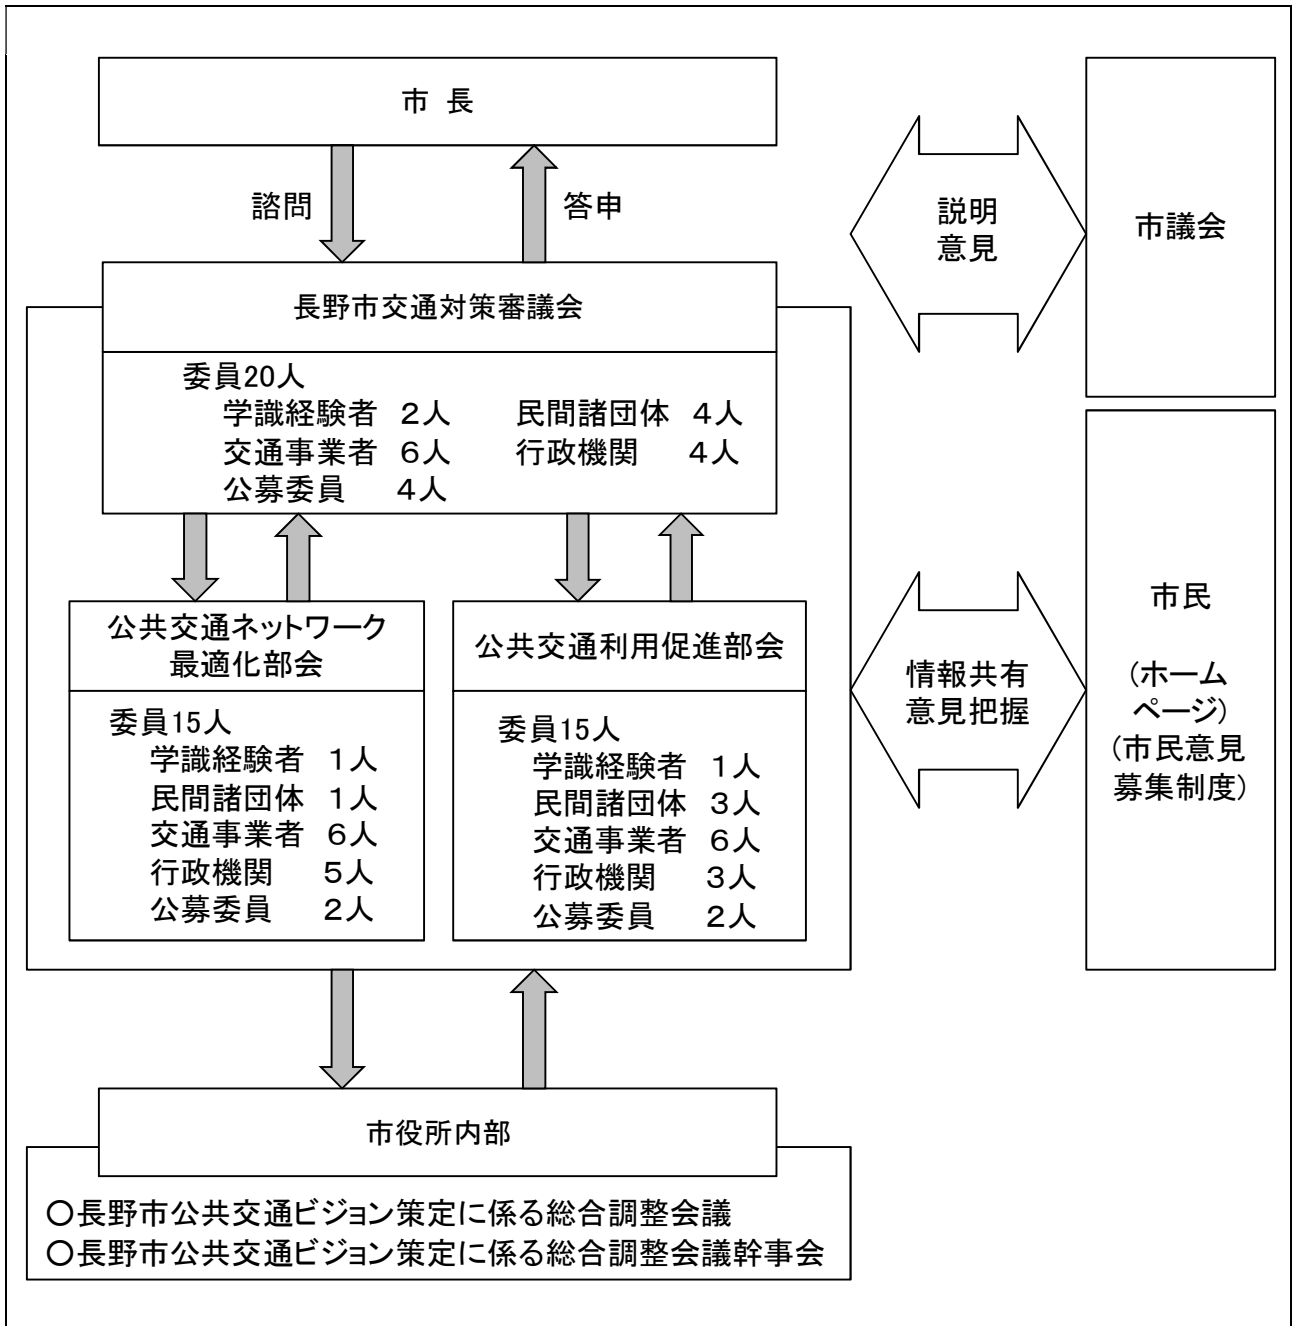 市 長
諮問
答申
長野市交通対策審議会
委員20人
学識経験者 2人 民間諸団体 4人
交通事業者 6人 行政機関 4人
公募委員 4人
公共交通ネットワーク
最適化部会
委員15人
学識経験者 1人
民間諸団体 1人
交通事業者 6人
行政機関 5人
公募委員 2人
公共交通利用促進部会
委員15人
学識経験者 1人
民間諸団体 3人
交通事業者 6人
行政機関 3人
公募委員 2人
市役所内部
○長野市公共交通ビジョン策定に係る総合調整会議
○長野市公共交通ビジョン策定に係る総合調整会議幹事会
説明
意見
市議会
情報共有
意見把握
市民
(ホーム
ページ)
(市民意見
募集制度)